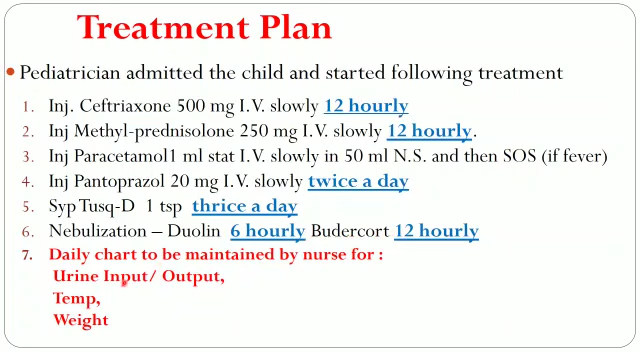 Treatment Plan
• Pediatrician admitted the child and started following treatment
1. Inj. Ceftriaxone 500 mg I.V. slowly 12 hourly
2. Inj Methyl-prednisolone 250 mg I.V. slowly 12 hourly.
3. Inj Paracetamol1 ml stat I.V. slowly in 50 ml N.S. and then SOS (if fever)
4. Inj Pantoprazol 20 mg I.V. slowly twice a day
5. Syp Tusq-D 1 tsp thrice a day
6. Nebulization – Duolin 6 hourly Budercort 12 hourly
7. Daily chart to be maintained by nurse for :
Urine Input/ Output,
Temp,
Weight